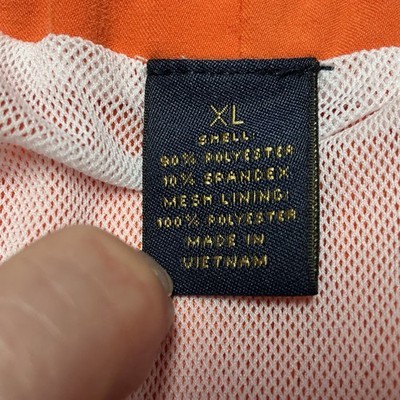 XL
SHELL:
90% POLYESTER
10% SPANDEX
MESH LINING:
100% POLYESTER
MADE IN
VIETNAM